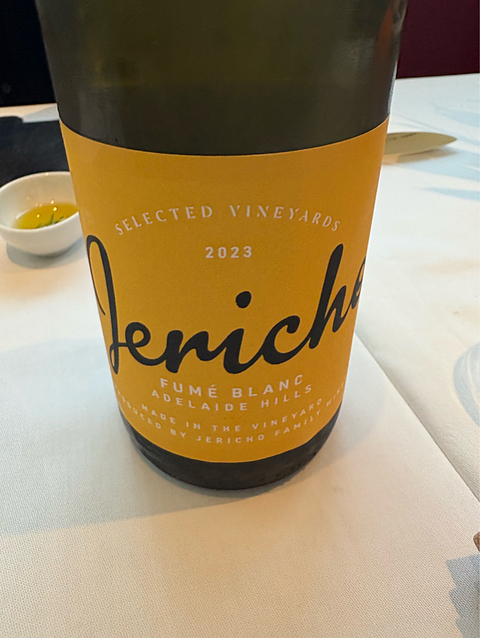 SELECTED VINEYARDS
2023
Jericho
FUMÉ BLANC
ADELAIDE HILLS
MADE IN THE VINEYARD
BY JERICHO FAMILY